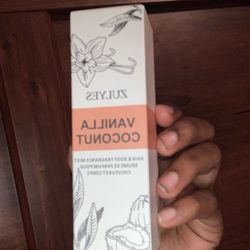 ZULYES
VANILLA
COCONUT
HAIR & BODY FRAGRANCE MIST
BRUME DE PARFUM POUR
CHEVEUX ET CORPS